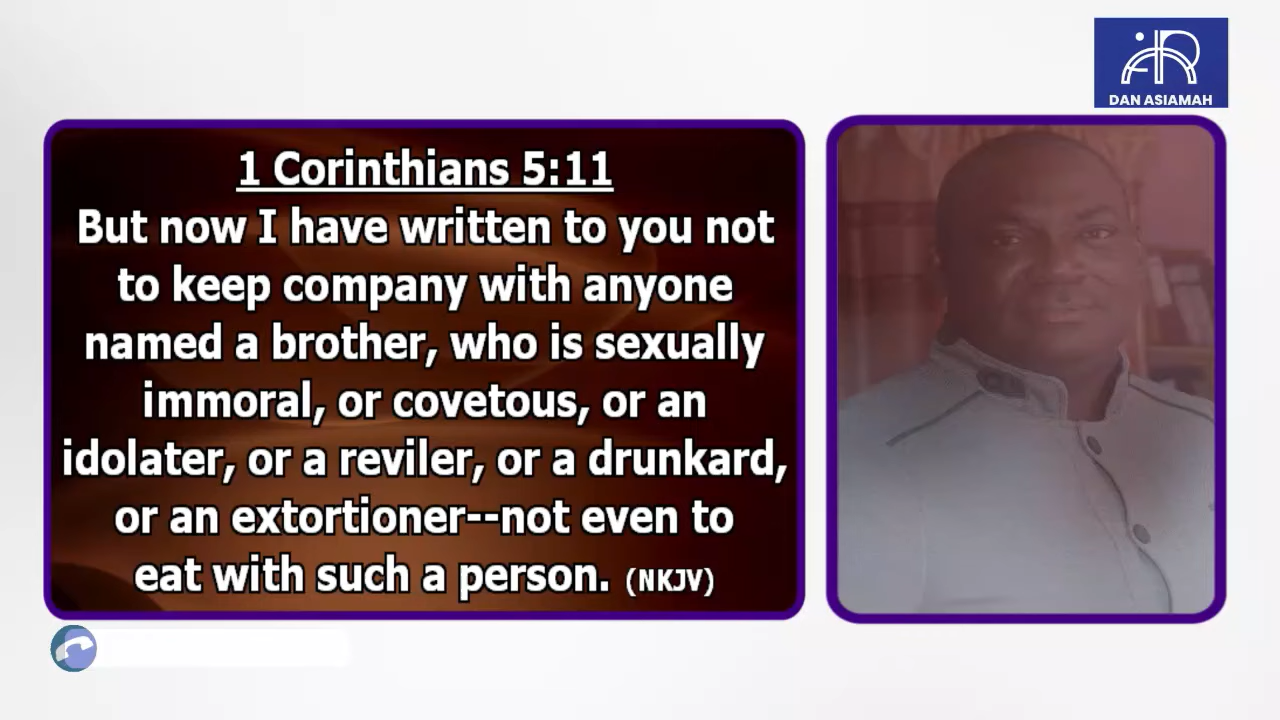 DAN ASIAMAH
1 Corinthians 5:11
But now I have written to you not
to keep company with anyone
named a brother, who is sexually
immoral, or covetous, or an
idolater, or a reviler, or a drunkard,
or an extortioner--not even to
eat with such a person. (NKJV)